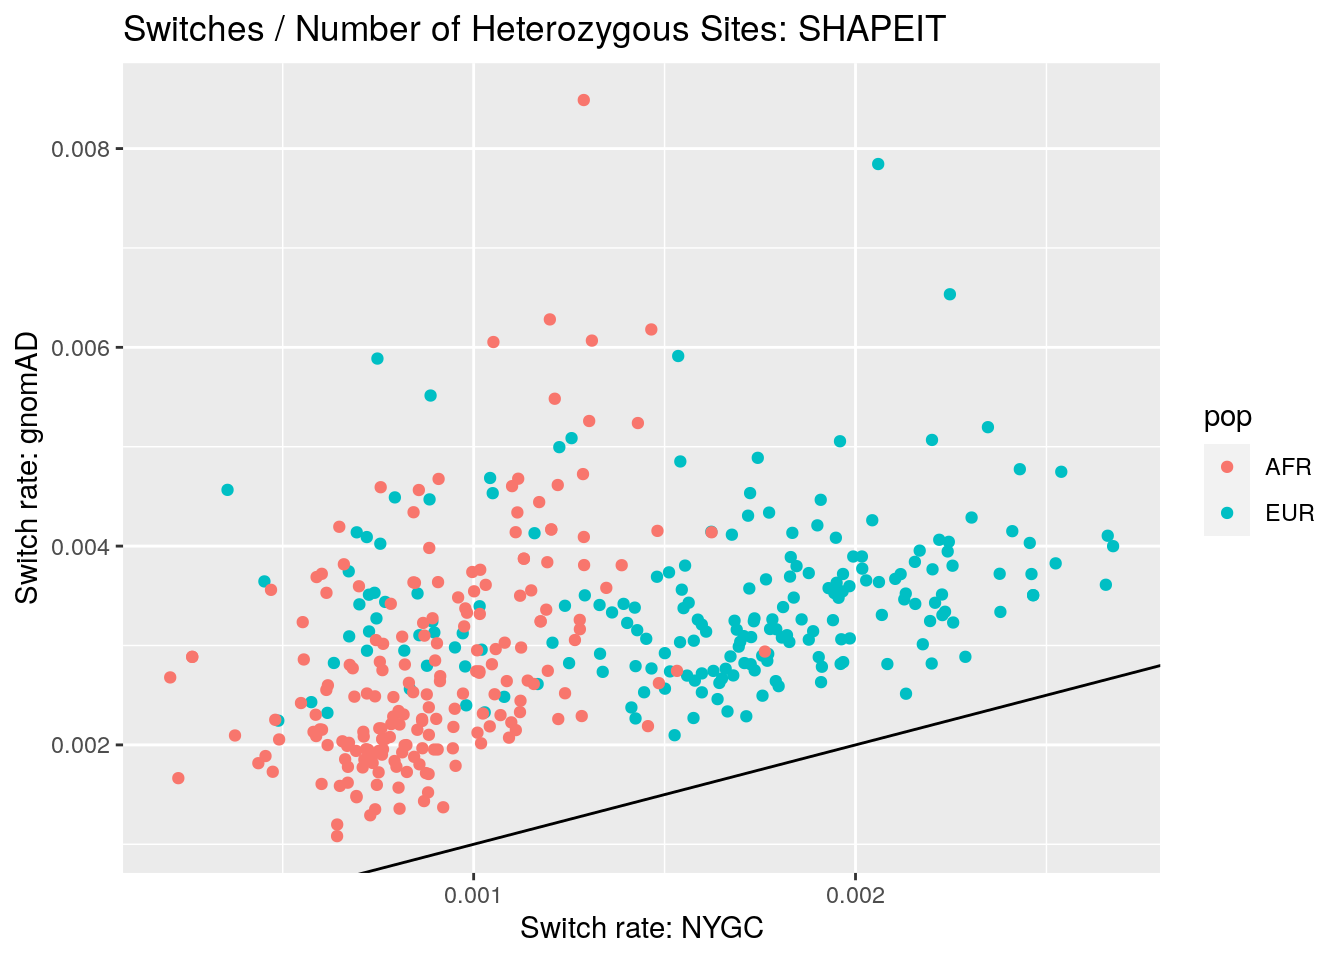 Switches / Number of Heterozygous Sites: SHAPEIT
Switch rate: gnomAD
0.008
0.006
0.004
0.002
0.001
0.002
Switch rate: NYGC
pop
AFR
EUR